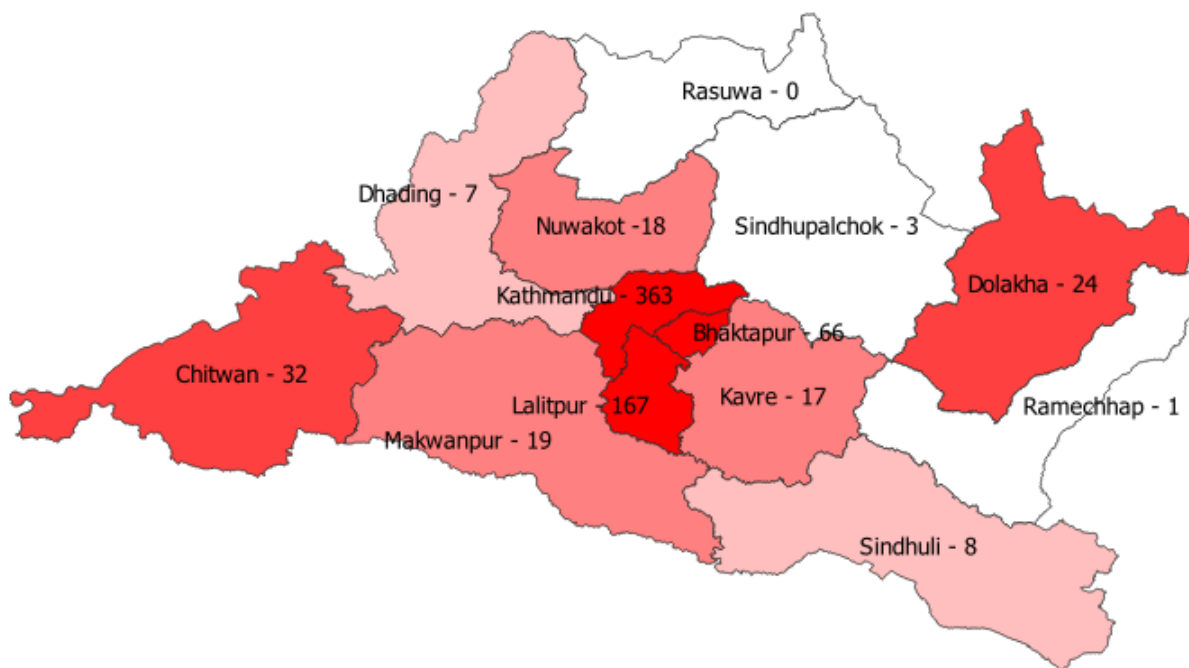 Rasuwa - 0
Dhading - 7
Nuwakot -18
Sindhupalchok - 3
Dolakha - 24
Kathmandu - 363
Bhaktapur - 66
Chitwan - 32
Lalitpur - 167
Kavre - 17
Ramechhap - 1
Makwanpur - 19
Sindhuli - 8